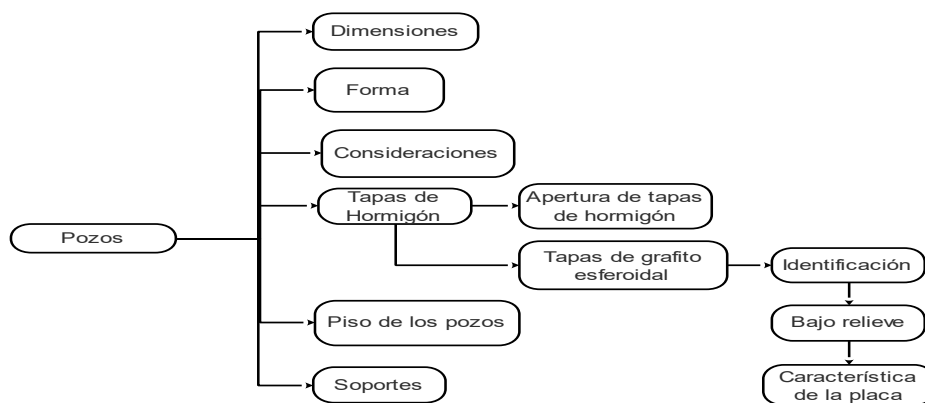 Dimensiones
Forma
Consideraciones
Tapas de
Hormigón
Apertura de tapas
de hormigón
Pozos
Tapas de grafito
esferoidal
Identificación
Piso de los pozos
Bajo relieve
Soportes
Característica
de la placa